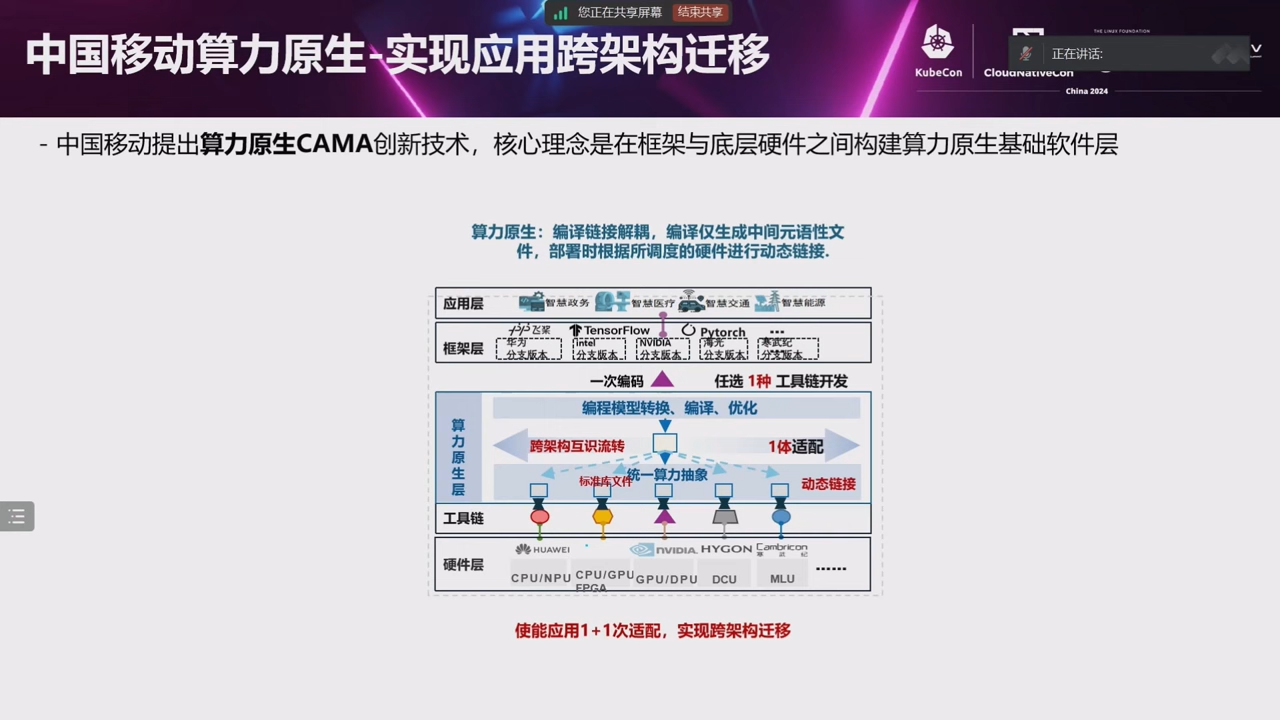 您正在共享屏幕 结束共享
中国移动算力原生-实现应用跨架构迁移
KubeCon
CloudNativeCon
THE LINUX FOUNDATION
China 2024
正在讲话:
- 中国移动提出算力原生CAMA创新技术，核心理念是在框架与底层硬件之间构建算力原生基础软件层
算力原生：编译链接解耦，编译仅生成中间元语性文
件，部署时根据所调度的硬件进行动态链接.
应用层 智慧政务 智慧医疗 智慧交通 智慧能源
框架层
飞桨 TensorFlow Pytorch ...
华为
分支版本
intel
分支版本
NVIDIA
分支版本
海光
分支版本
寒武纪
分支版本
一次编码 任选 1种 工具链开发
算力原生层
编程模型转换、编译、优化
跨架构互识流转 1体适配
统一算力抽象
标准库文件
动态链接
工具链
硬件层
HUAWEI NVIDIA. HYGON Cambricon
寒 武 纪
CPU/NPU
CPU/GPU
FPGA
GPU/DPU
DCU
MLU
......
使能应用1+1次适配，实现跨架构迁移